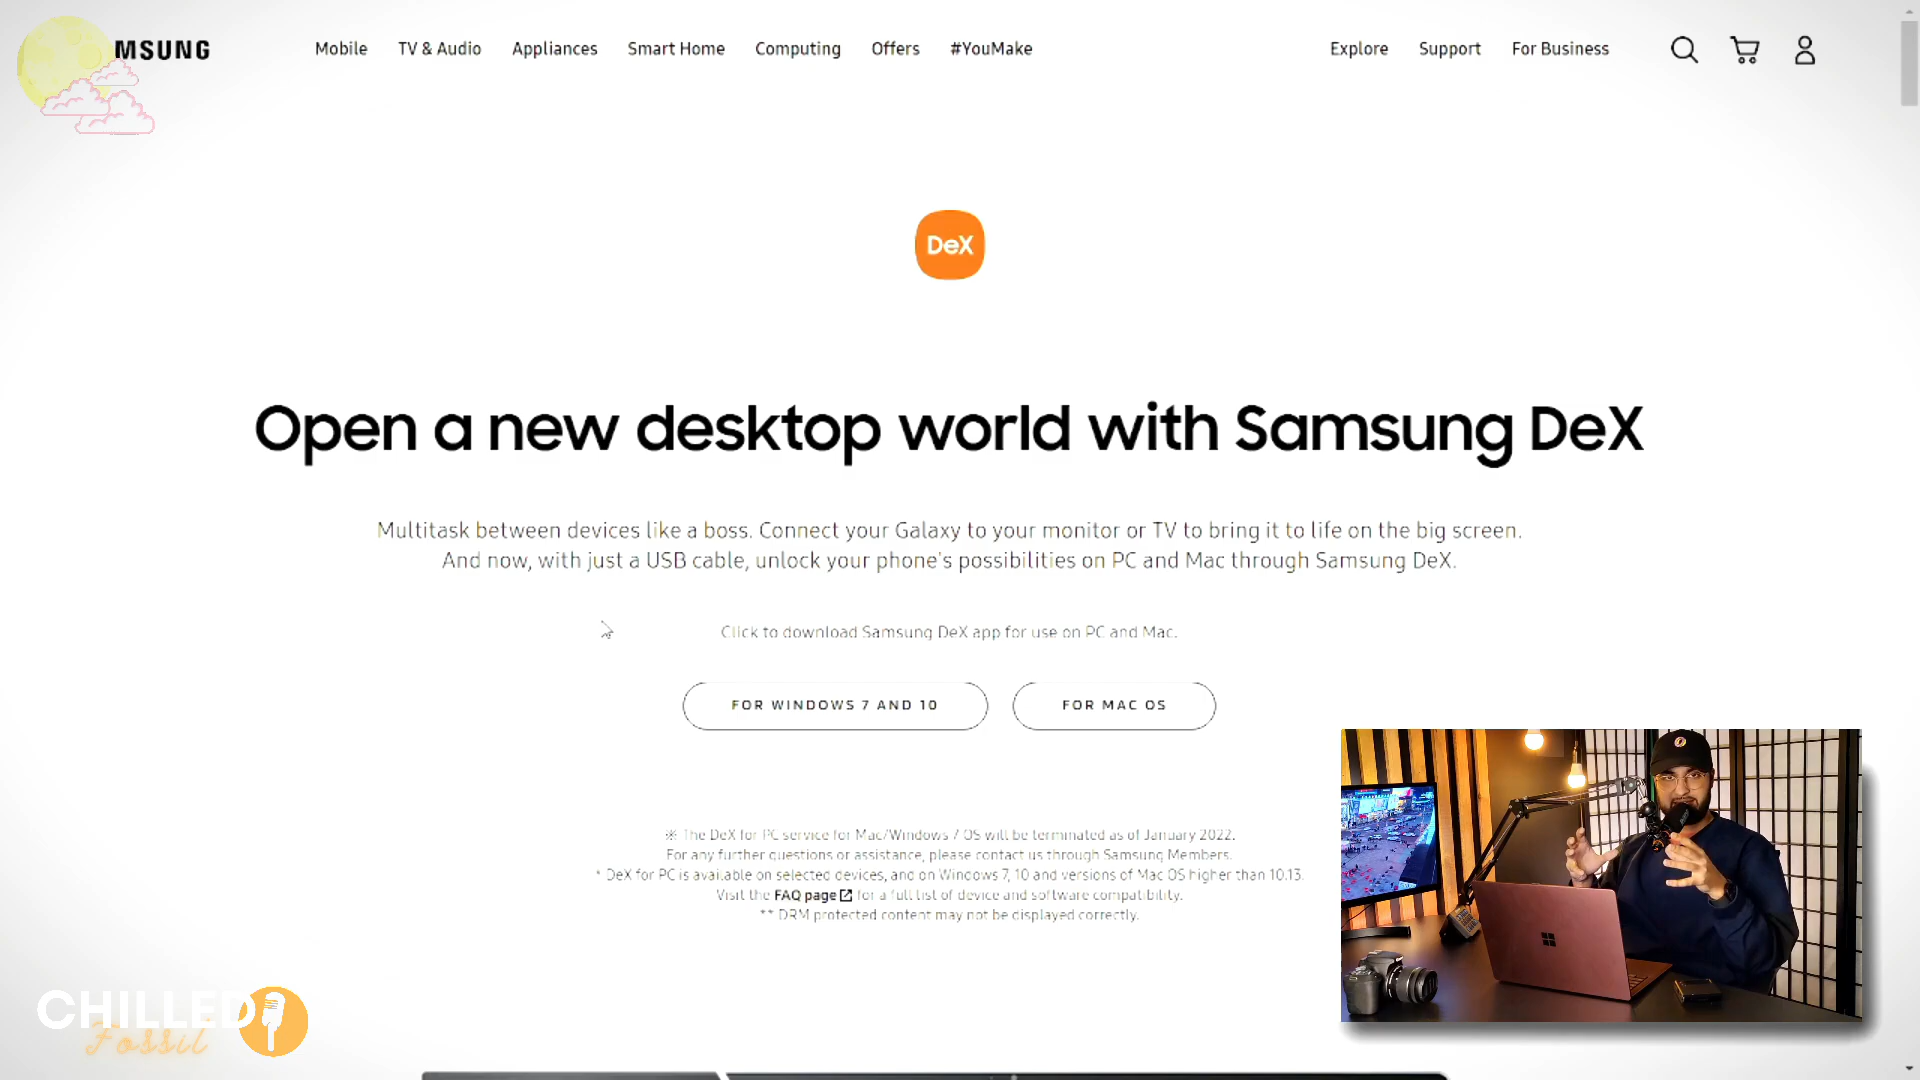 MSUNG
Mobile TV & Audio Appliances Smart Home Computing Offers #YouMake Explore Support For Business
DeX
Open a new desktop world with Samsung DeX
Multitask between devices like a boss. Connect your Galaxy to your monitor or TV to bring it to life on the big screen.
And now, with just a USB cable, unlock your phone's possibilities on PC and Mac through Samsung DeX.
Click to download Samsung DeX app for use on PC and Mac.
FOR WINDOWS 7 AND 10 FOR MAC OS
※ The DeX for PC service for Mac/Windows 7 OS will be terminated as of January 2022.
For any further questions or assistance, please contact us through Samsung Members.
* DeX for PC is available on selected devices, and on Windows 7, 10 and versions of Mac OS higher than 10.13.
Visit the FAQ page for a full list of device and software compatibility.
** DRM protected content may not be displayed correctly.
CHILLED
Fossil